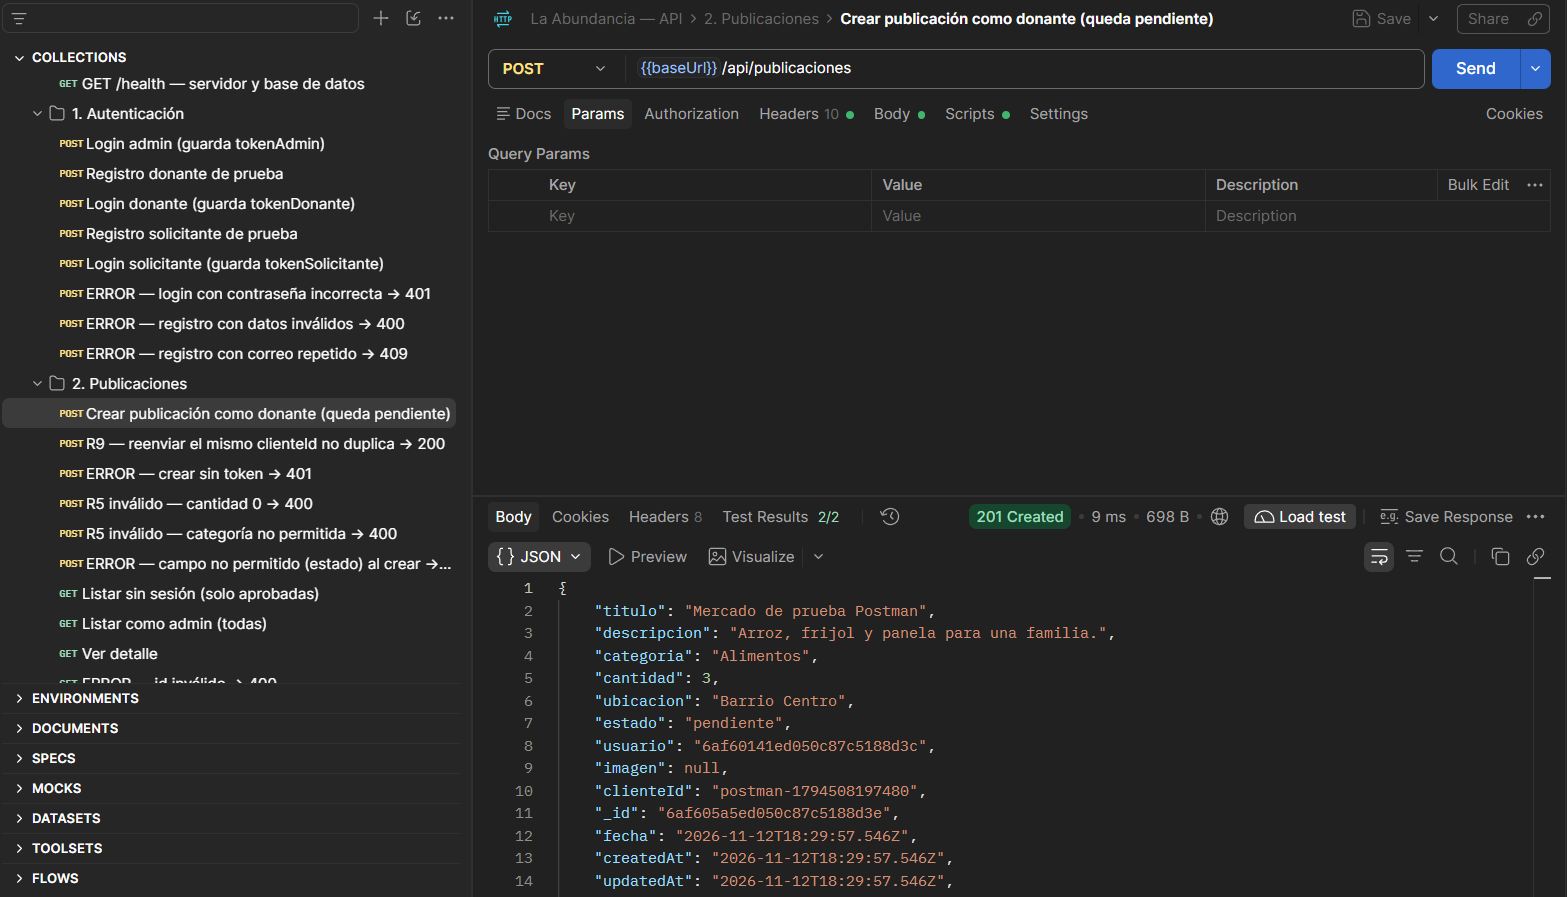 COLLECTIONS
GET GET /health — servidor y base de datos
1. Autenticación
POST Login admin (guarda tokenAdmin)
POST Registro donante de prueba
POST Login donante (guarda tokenDonante)
POST Registro solicitante de prueba
POST Login solicitante (guarda tokenSolicitante)
POST ERROR — login con contraseña incorrecta → 401
POST ERROR — registro con datos inválidos → 400
POST ERROR — registro con correo repetido → 409
2. Publicaciones
POST Crear publicación como donante (queda pendiente)
POST R9 — reenviar el mismo clienteId no duplica → 200
POST ERROR — crear sin token → 401
POST R5 inválido — cantidad 0 → 400
POST R5 inválido — categoría no permitida → 400
POST ERROR — campo no permitido (estado) al crear →...
GET Listar sin sesión (solo aprobadas)
GET Listar como admin (todas)
GET Ver detalle
GET ERROR — id inválido → 400
ENVIRONMENTS
DOCUMENTS
SPECS
MOCKS
DATASETS
TOOLSETS
FLOWS
HTTP La Abundancia — API > 2. Publicaciones > Crear publicación como donante (queda pendiente) Save Share
POST {{baseUrl}} /api/publicaciones Send
Docs Params Authorization Headers 10 Body Scripts Settings Cookies
Query Params
Key Value Description Bulk Edit
Key Value Description
Body Cookies Headers 8 Test Results 2/2 201 Created 9 ms 698 B Load test e.g. Save Response
{} JSON Preview Visualize
1 {
2 "titulo": "Mercado de prueba Postman",
3 "descripcion": "Arroz, frijol y panela para una familia.",
4 "categoria": "Alimentos",
5 "cantidad": 3,
6 "ubicacion": "Barrio Centro",
7 "estado": "pendiente",
8 "usuario": "6af60141ed050c87c5188d3c",
9 "imagen": null,
10 "clienteId": "postman-1794508197480",
11 "_id": "6af605a5ed050c87c5188d3e",
12 "fecha": "2026-11-12T18:29:57.546Z",
13 "createdAt": "2026-11-12T18:29:57.546Z",
14 "updatedAt": "2026-11-12T18:29:57.546Z",